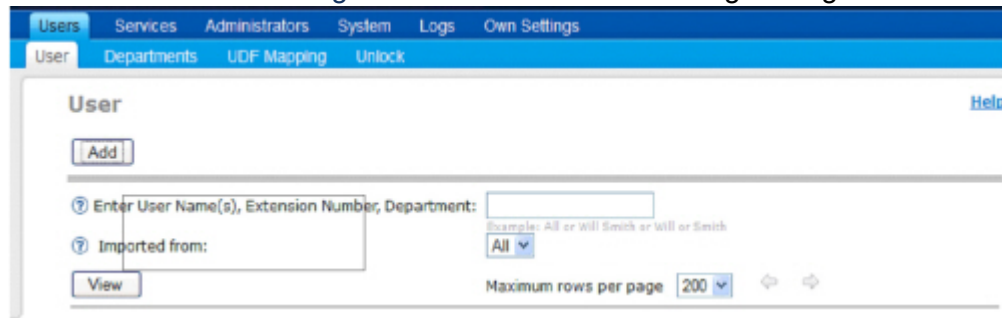 Users Services Administrators System Logs Own Settings
User Departments UDF Mapping Unlock
User Help
Add
Enter User Name(s), Extension Number, Department:
Example: All or Will Smith or Will or Smith
Imported from: All
View Maximum rows per page 200